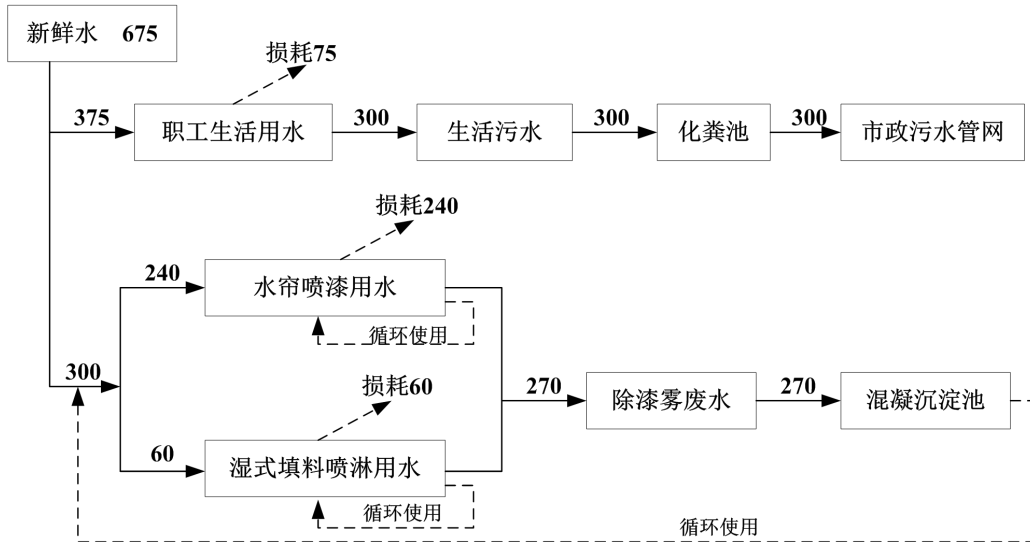 新鲜水 675
损耗75
375
职工生活用水
300
生活污水
300
化粪池
300
市政污水管网
损耗240
240
水帘喷漆用水
循环使用
300
损耗60
270
除漆雾废水
270
混凝沉淀池
60
湿式填料喷淋用水
循环使用
循环使用